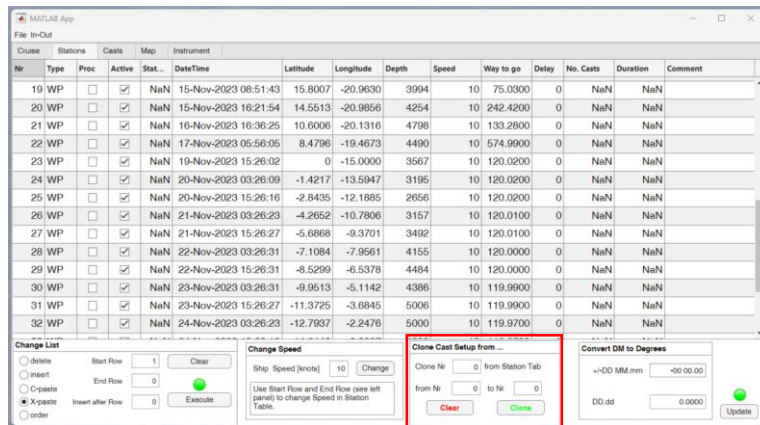 MATLAB App
File In-Out
Cruise Stations Casts Map Instrument
Nr Type Proc Active Stat... DateTime Latitude Longitude Depth Speed Way to go Delay No. Casts Duration Comment
19 WP NaN 15-Nov-2023 08:51:43 15.8007 -20.9630 3994 10 75.0300 0 NaN NaN
20 WP NaN 15-Nov-2023 16:21:54 14.5513 -20.9856 4254 10 242.4200 0 NaN NaN
21 WP NaN 16-Nov-2023 16:36:25 10.6006 -20.1316 4798 10 133.2800 0 NaN NaN
22 WP NaN 17-Nov-2023 05:56:05 8.4796 -19.4673 4490 10 574.9900 0 NaN NaN
23 WP NaN 19-Nov-2023 15:26:02 0 -15.0000 3567 10 120.0200 0 NaN NaN
24 WP NaN 20-Nov-2023 03:26:09 -1.4217 -13.5947 3195 10 120.0200 0 NaN NaN
25 WP NaN 20-Nov-2023 15:26:16 -2.8435 -12.1885 2656 10 120.0200 0 NaN NaN
26 WP NaN 21-Nov-2023 03:26:23 -4.2652 -10.7806 3157 10 120.0100 0 NaN NaN
27 WP NaN 21-Nov-2023 15:26:27 -5.6868 -9.3701 3492 10 120.0100 0 NaN NaN
28 WP NaN 22-Nov-2023 03:26:31 -7.1084 -7.9561 4155 10 120.0000 0 NaN NaN
29 WP NaN 22-Nov-2023 15:26:31 -8.5299 -6.5378 4484 10 120.0000 0 NaN NaN
30 WP NaN 23-Nov-2023 03:26:31 -9.9513 -5.1142 4386 10 119.9900 0 NaN NaN
31 WP NaN 23-Nov-2023 15:26:27 -11.3725 -3.6845 5006 10 119.9900 0 NaN NaN
32 WP NaN 24-Nov-2023 03:26:23 -12.7937 -2.2476 5000 10 119.9700 0 NaN NaN
Change List
delete Start Row 1 Clear
insert
C-paste End Row 0
X-paste Insert after Row 0 Execute
order
Change Speed
Ship Speed [knots] 10 Change
Use Start Row and End Row (see left
panel) to change Speed in Station
Table.
Clone Cast Setup from ...
Clone Nr 0 from Station Tab
from Nr 0 to Nr 0
Clear Clone
Convert DM to Degrees
+/-DD MM.mm -00 00.00
DD.dd 0.0000
Update